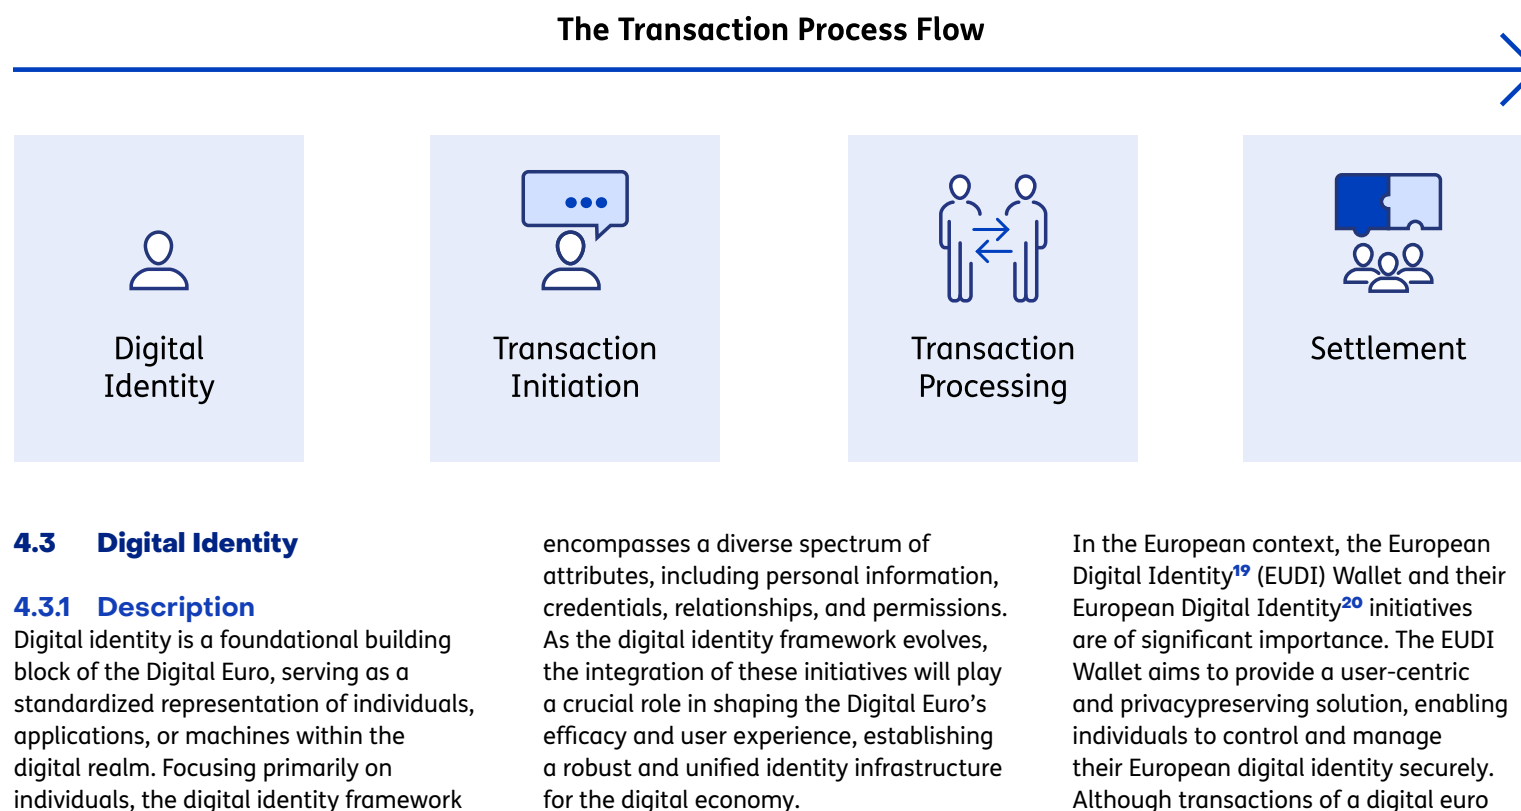 The Transaction Process Flow
Digital
Identity
Transaction
Initiation
Transaction
Processing
Settlement
4.3 Digital Identity
4.3.1 Description
Digital identity is a foundational building
block of the Digital Euro, serving as a
standardized representation of individuals,
applications, or machines within the
digital realm. Focusing primarily on
individuals, the digital identity framework
encompasses a diverse spectrum of
attributes, including personal information,
credentials, relationships, and permissions.
As the digital identity framework evolves,
the integration of these initiatives will play
a crucial role in shaping the Digital Euro’s
efficacy and user experience, establishing
a robust and unified identity infrastructure
for the digital economy.
In the European context, the European
Digital Identity19 (EUDI) Wallet and their
European Digital Identity20 initiatives
are of significant importance. The EUDI
Wallet aims to provide a user-centric
and privacypreserving solution, enabling
individuals to control and manage
their European digital identity securely.
Although transactions of a digital euro